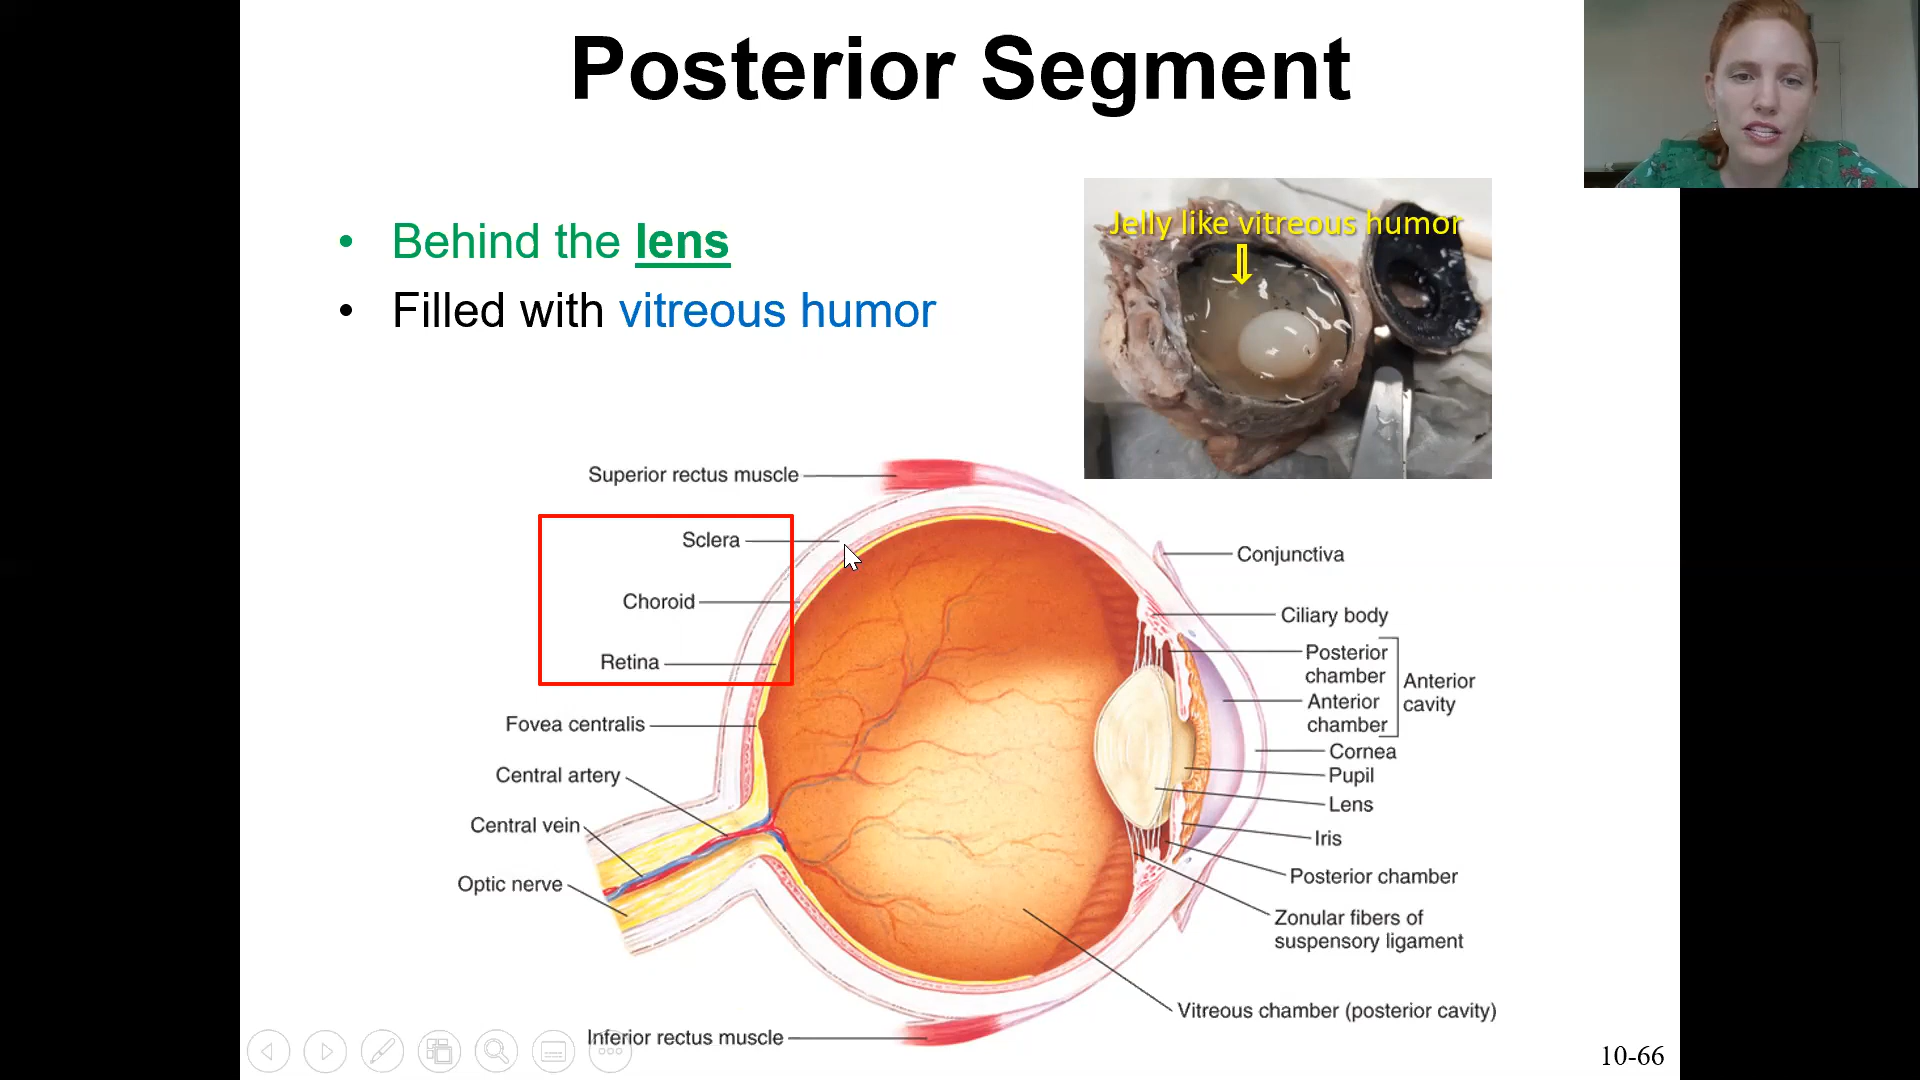 Posterior Segment
• Behind the lens
• Filled with vitreous humor
Jelly like vitreous humor
Superior rectus muscle
Sclera
Choroid
Retina
Fovea centralis
Central artery
Central vein
Optic nerve
Inferior rectus muscle
Conjunctiva
Ciliary body
Posterior
chamber
Anterior
chamber
Anterior
cavity
Cornea
Pupil
Lens
Iris
Posterior chamber
Zonular fibers of
suspensory ligament
Vitreous chamber (posterior cavity)
10-66